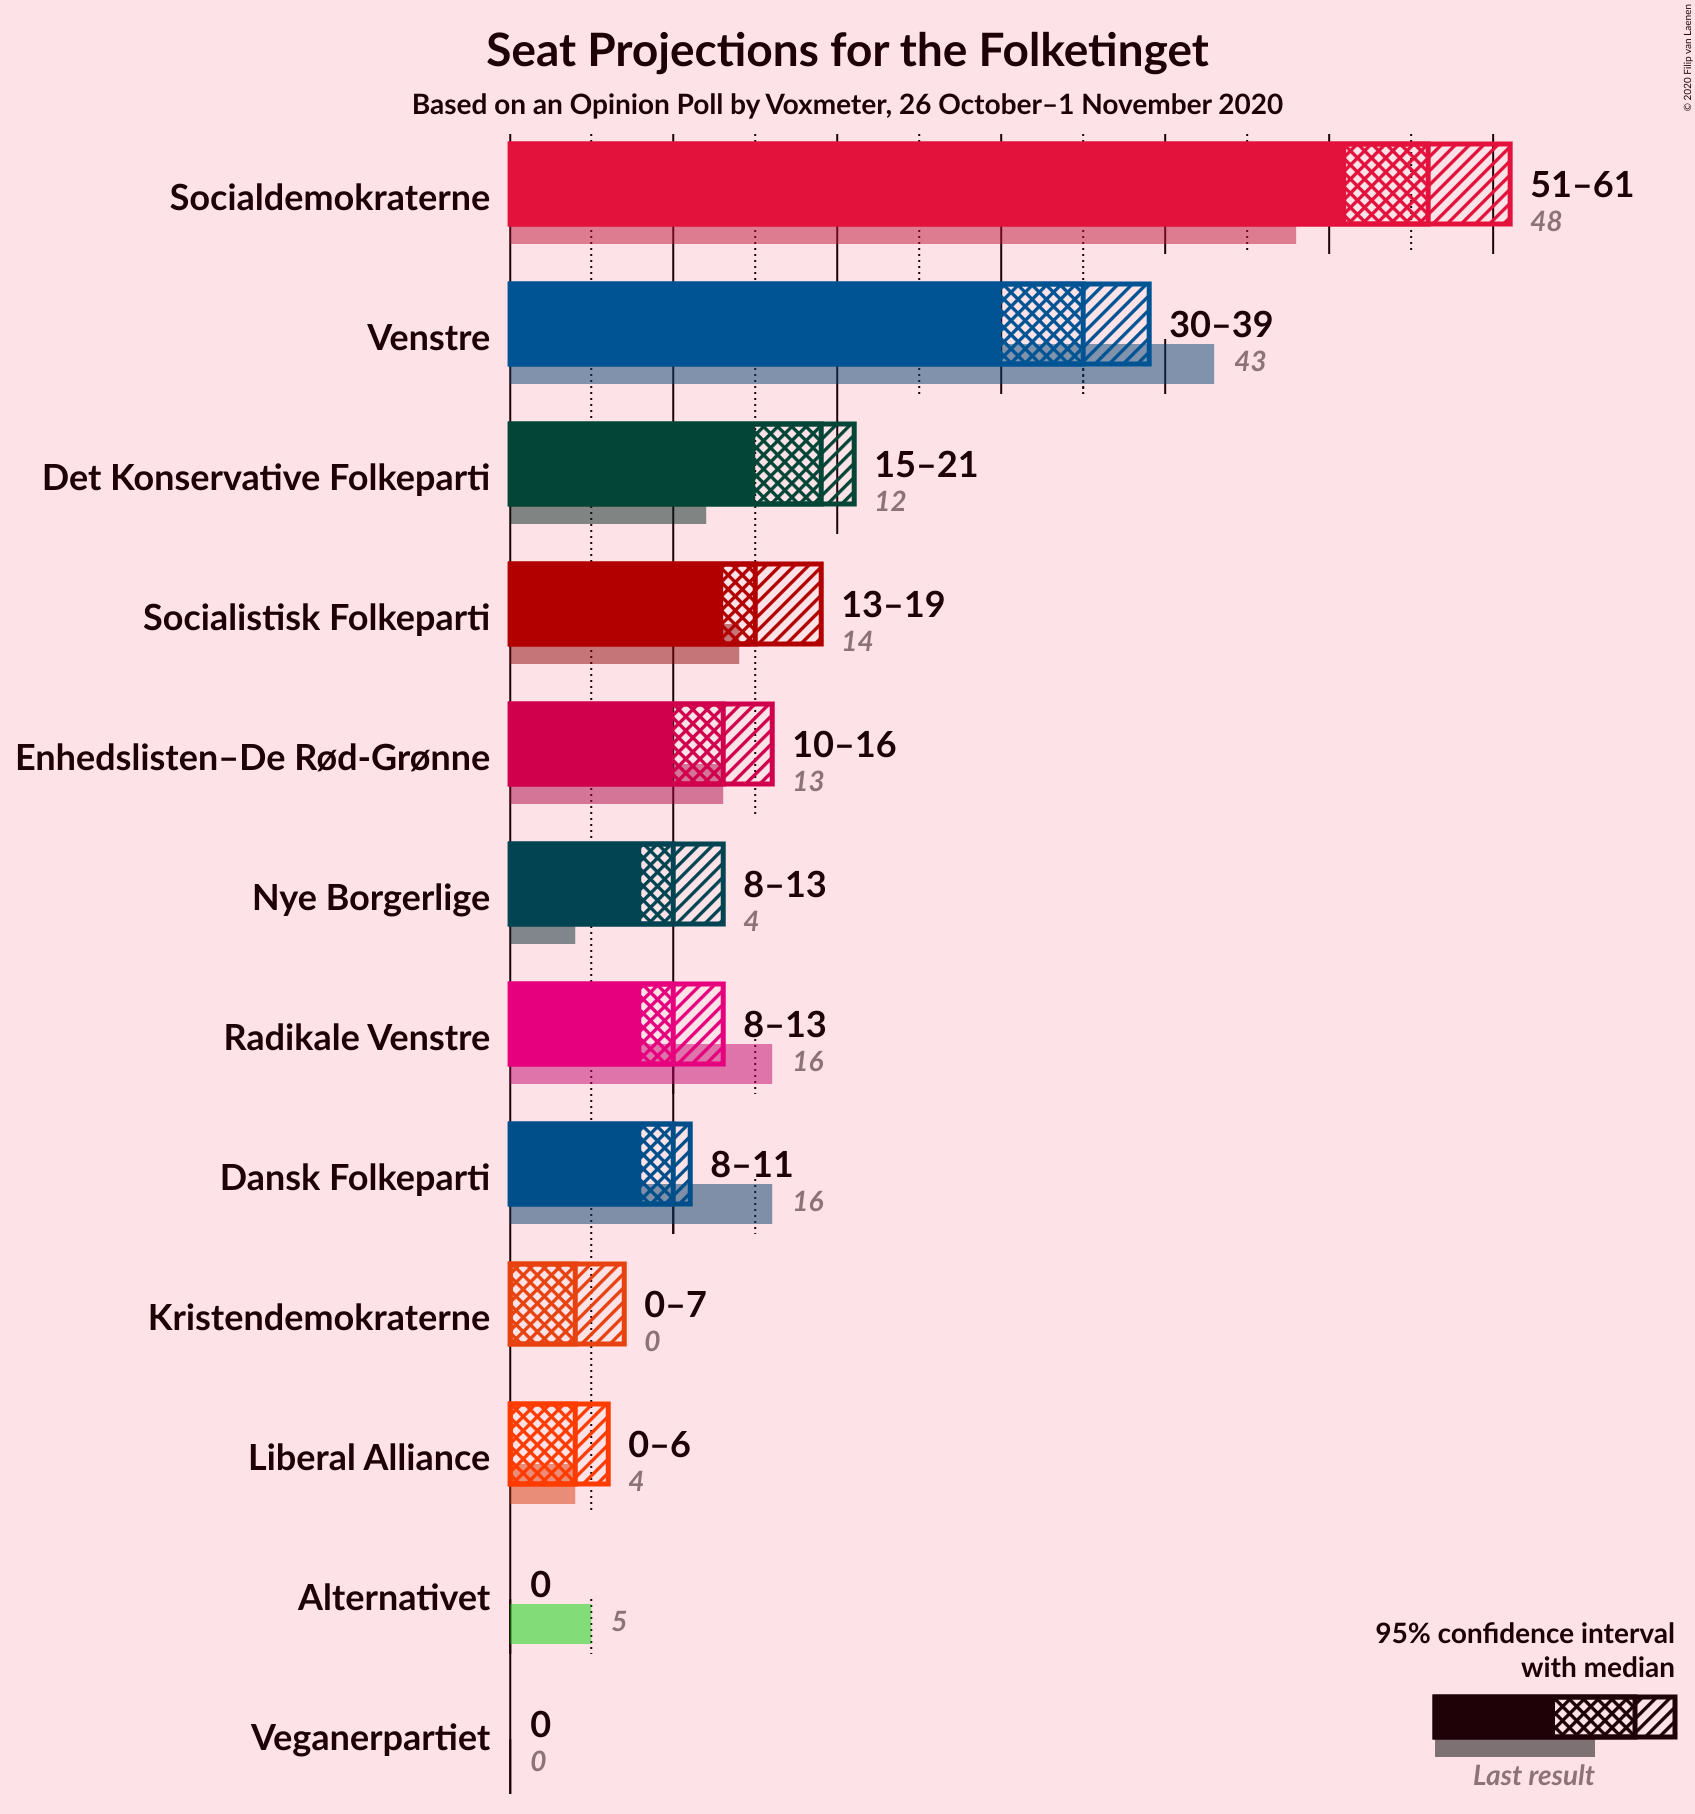 Seat Projections for the Folketinget
Based on an Opinion Poll by Voxmeter, 26 October–1 November 2020
© 2020 Filip van Laenen
Socialdemokraterne
51–61
48
Venstre
30–39
43
Det Konservative Folkeparti
15–21
12
Socialistisk Folkeparti
13–19
14
Enhedslisten–De Rød-Grønne
10–16
13
Nye Borgerlige
8–13
4
Radikale Venstre
8–13
16
Dansk Folkeparti
8–11
16
Kristendemokraterne
0–7
0
Liberal Alliance
0–6
4
Alternativet
0
5
Veganerpartiet
0
0
95% confidence interval
with median
Last result